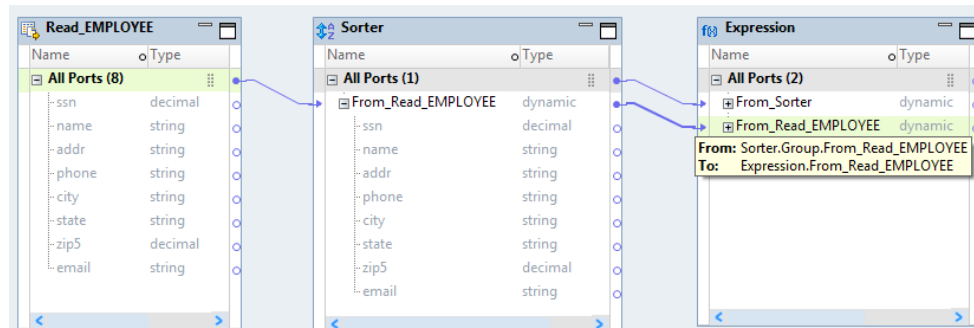 Read_EMPLOYEE
Name Type
All Ports (8)
ssn decimal
name string
addr string
phone string
city string
state string
zip5 decimal
email string
Sorter
Name Type
All Ports (1)
From_Read_EMPLOYEE dynamic
ssn decimal
name string
addr string
phone string
city string
state string
zip5 decimal
email string
f(x) Expression
Name Type
All Ports (2)
From_Sorter dynamic
From_Read_EMPLOYEE dynamic
From: Sorter.Group.From_Read_EMPLOYEE
To: Expression.From_Read_EMPLOYEE